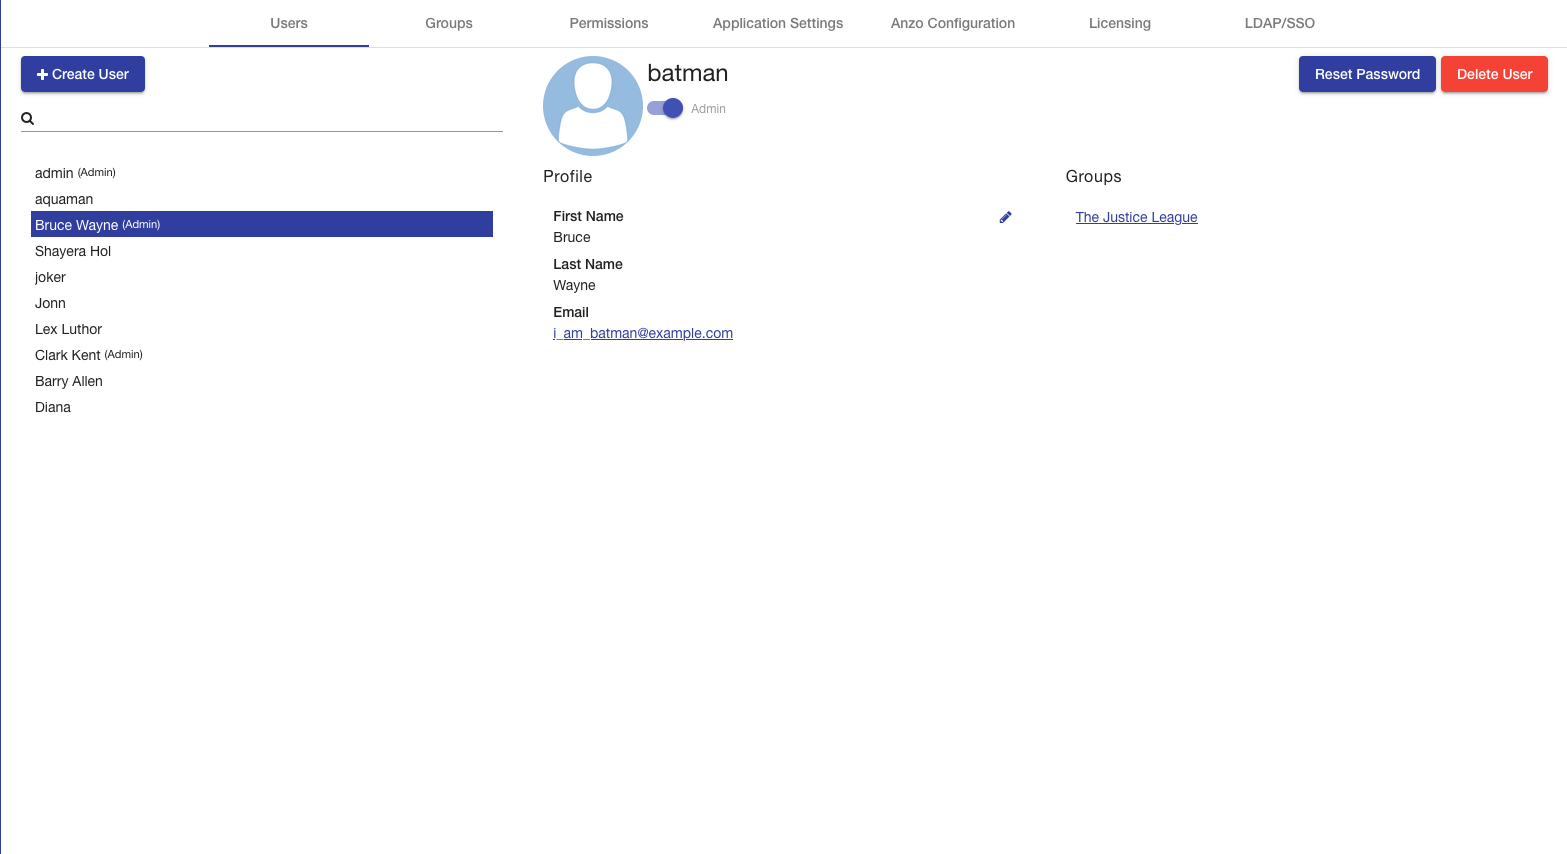 Users Groups Permissions Application Settings Anzo Configuration Licensing LDAP/SSO
Create User
admin (Admin)
aquaman
Bruce Wayne (Admin)
Shayera Hol
joker
Jonn
Lex Luthor
Clark Kent (Admin)
Barry Allen
Diana
batman
Admin
Reset Password Delete User
Profile
First Name
Bruce
Last Name
Wayne
Email
i_am_batman@example.com
Groups
The Justice League